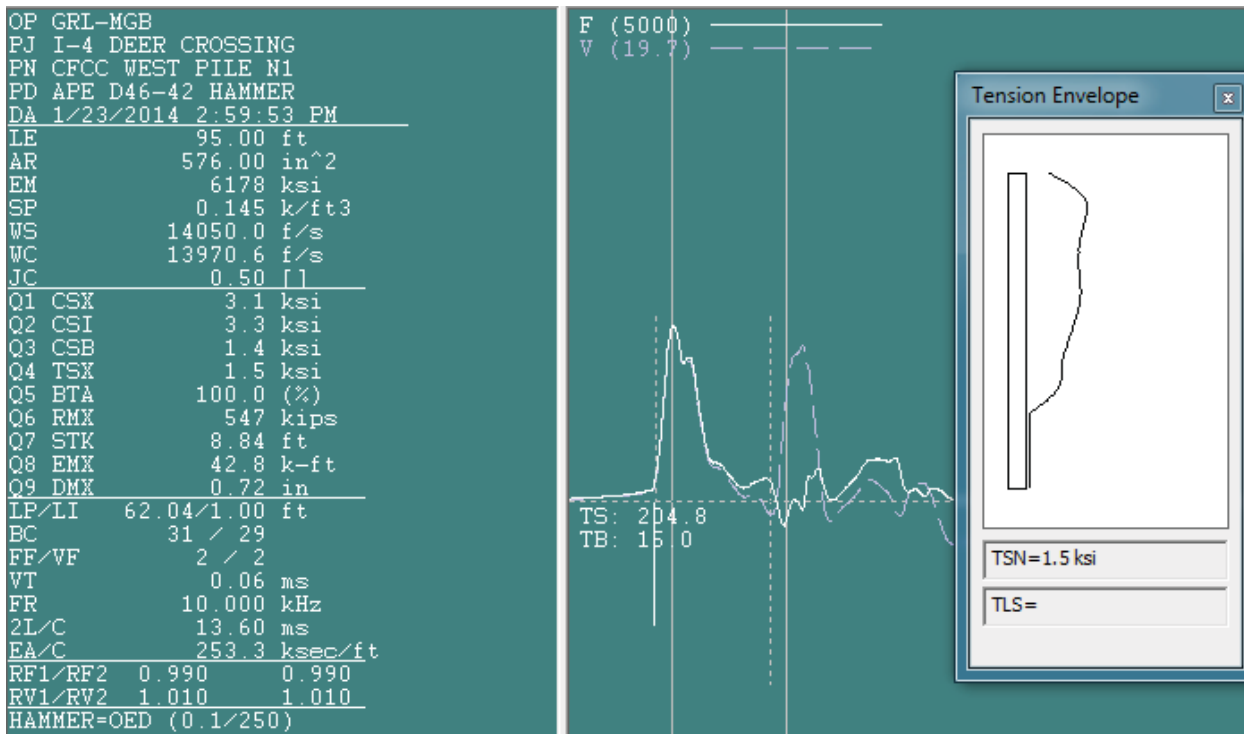 OP GRL-MGB
PJ I-4 DEER CROSSING
PN CFCC WEST PILE N1
PD APE D46-42 HAMMER
DA 1/23/2014 2:59:53 PM
LE 95.00 ft
AR 576.00 in^2
EM 6178 ksi
SP 0.145 k/ft3
WS 14050.0 f/s
WC 13970.6 f/s
JC 0.50 []
Q1 CSX 3.1 ksi
Q2 CSI 3.3 ksi
Q3 CSB 1.4 ksi
Q4 TSX 1.5 ksi
Q5 BTA 100.0 (%)
Q6 RMX 547 kips
Q7 STK 8.84 ft
Q8 EMX 42.8 k-ft
Q9 DMX 0.72 in
LP/LI 62.04/1.00 ft
BC 31 / 29
FF/VF 2 / 2
VT 0.06 ms
FR 10.000 kHz
2L/C 13.60 ms
EA/C 253.3 ksec/ft
RF1/RF2 0.990 0.990
RV1/RV2 1.010 1.010
HAMMER=OED (0.1/250)
F (5000)
V (19.7)
TS: 204.8
TB: 15.0
Tension Envelope
x
TSN=1.5 ksi
TLS=